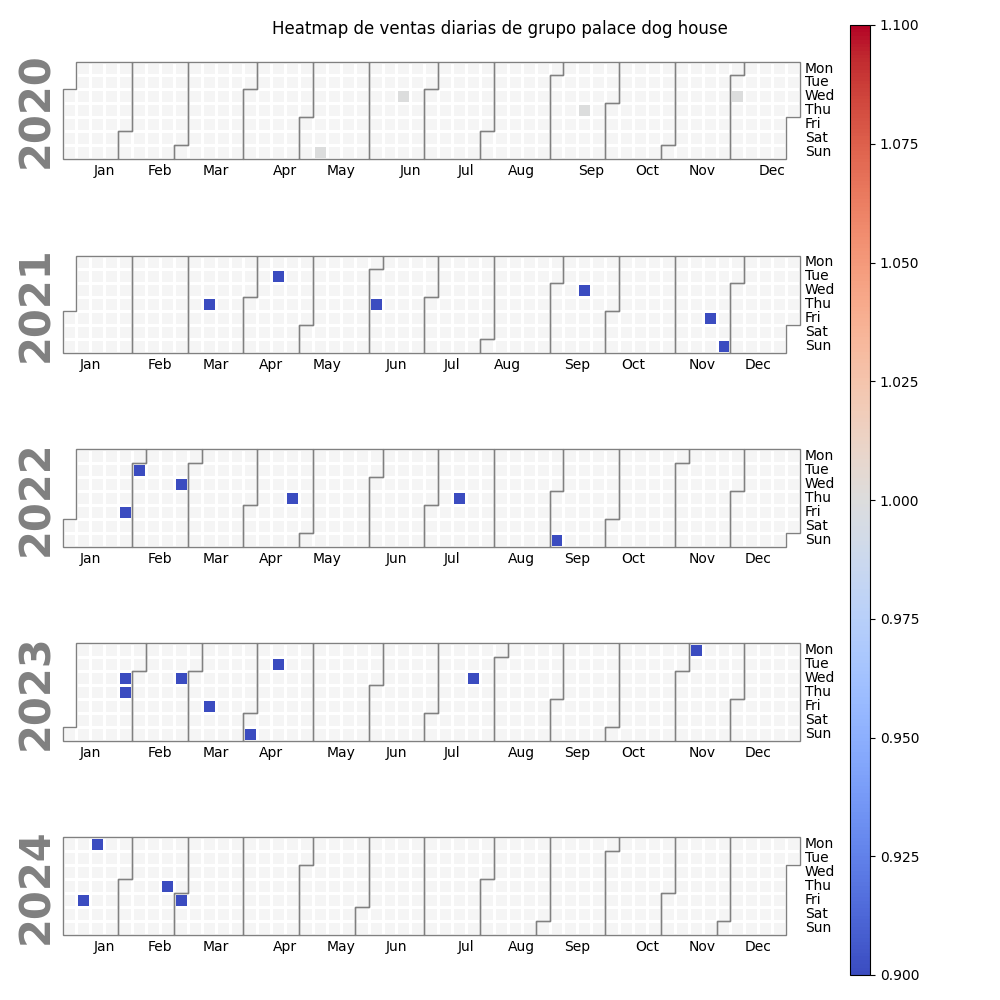 Heatmap de ventas diarias de grupo palace dog house
2020
Mon
Tue
Wed
Thu
Fri
Sat
Sun
Jan Feb Mar Apr May Jun Jul Aug Sep Oct Nov Dec
2021
Mon
Tue
Wed
Thu
Fri
Sat
Sun
Jan Feb Mar Apr May Jun Jul Aug Sep Oct Nov Dec
2022
Mon
Tue
Wed
Thu
Fri
Sat
Sun
Jan Feb Mar Apr May Jun Jul Aug Sep Oct Nov Dec
2023
Mon
Tue
Wed
Thu
Fri
Sat
Sun
Jan Feb Mar Apr May Jun Jul Aug Sep Oct Nov Dec
2024
Mon
Tue
Wed
Thu
Fri
Sat
Sun
Jan Feb Mar Apr May Jun Jul Aug Sep Oct Nov Dec
1.100
1.075
1.050
1.025
1.000
0.975
0.950
0.925
0.900